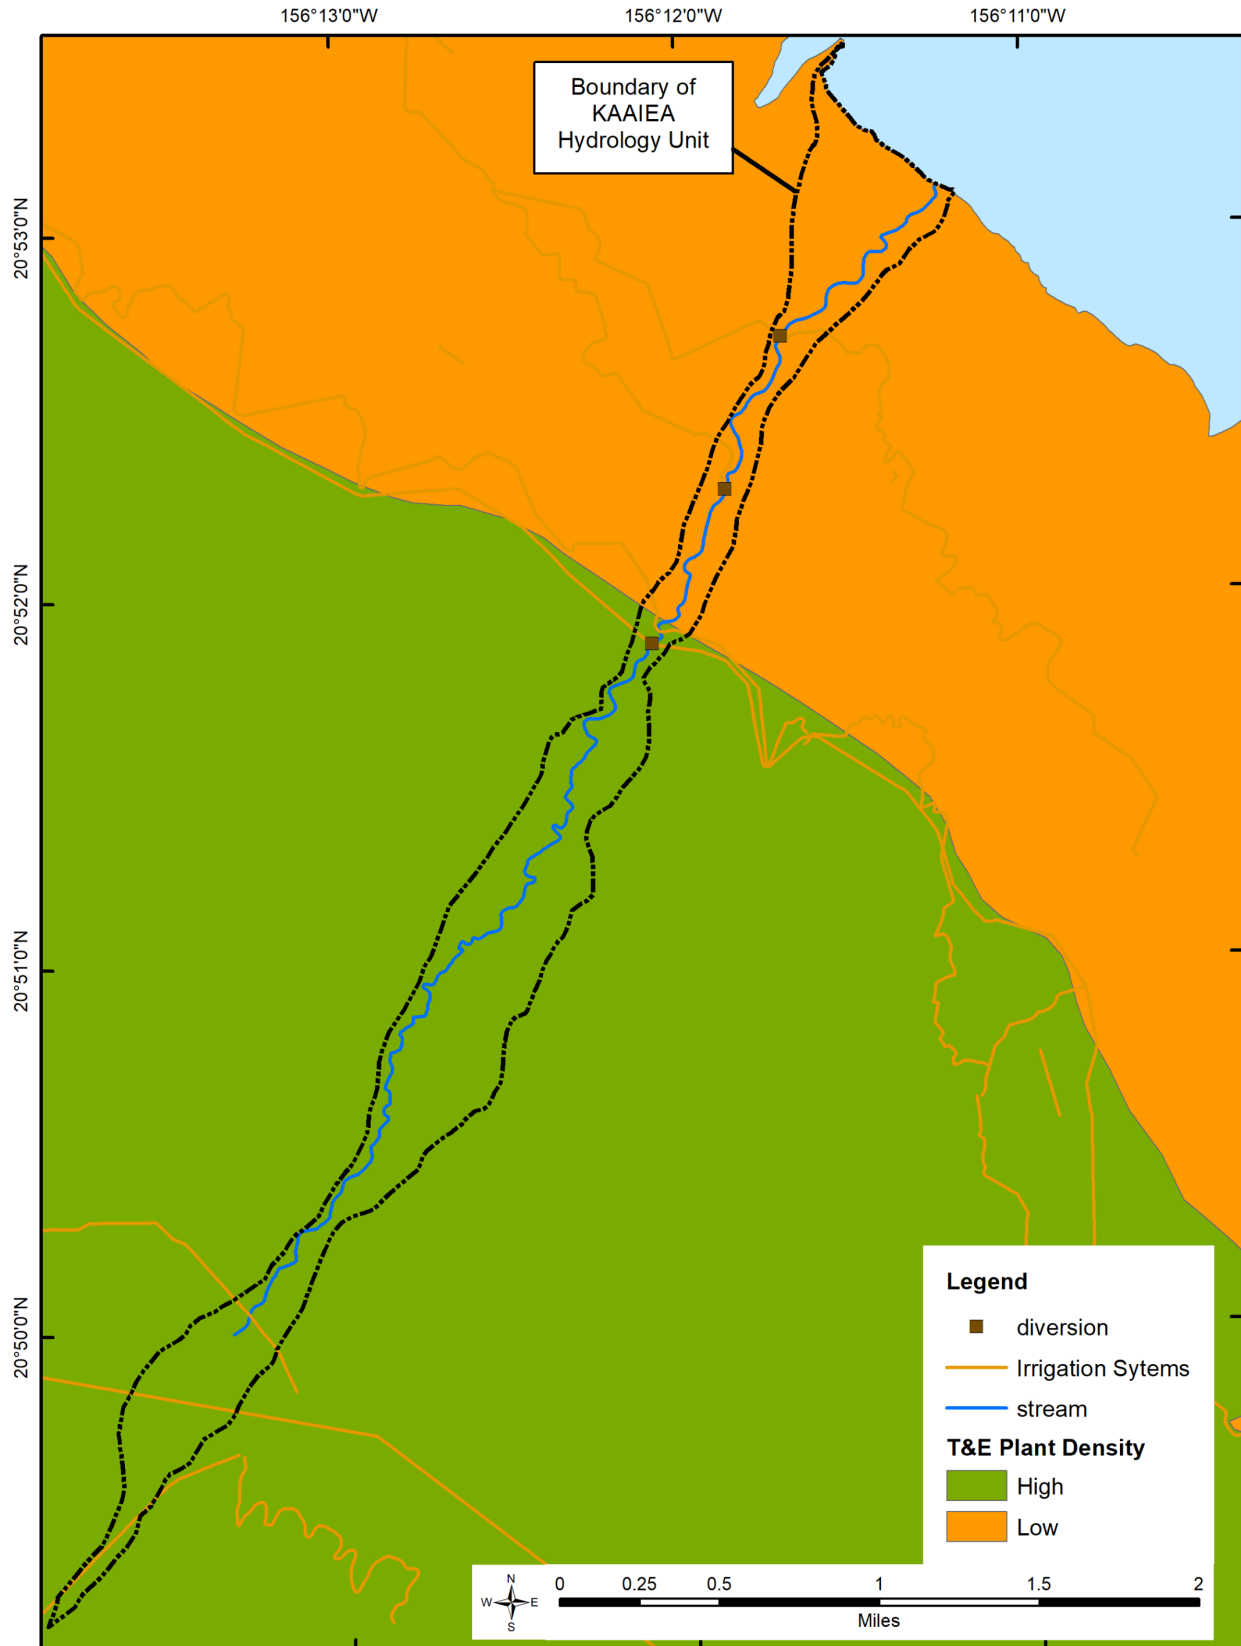 156°13'0"W
156°12'0"W
156°11'0"W
Boundary of
KAAIEA
Hydrology Unit
20°53'0"N
20°52'0"N
20°51'0"N
20°50'0"N
Legend
diversion
Irrigation Sytems
stream
T&E Plant Density
High
Low
N
W E
S
0 0.25 0.5 1 1.5 2
Miles